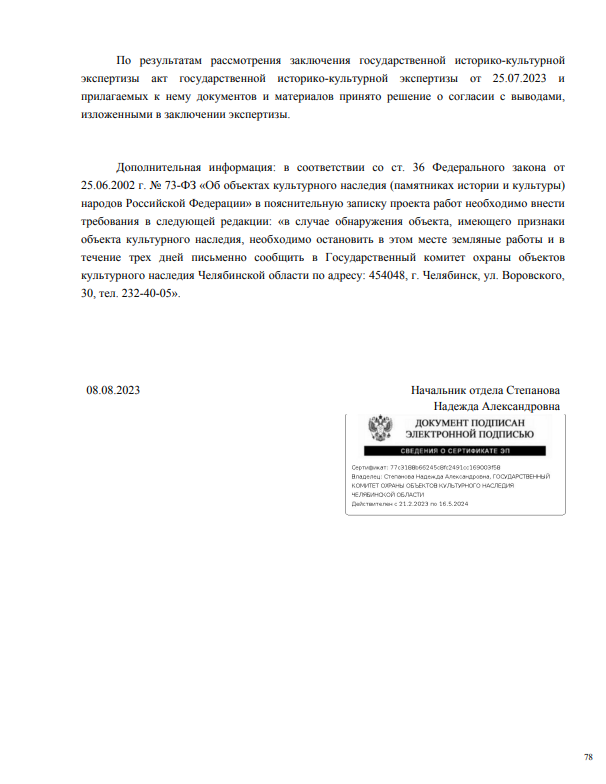 По результатам рассмотрения заключения государственной историко-культурной
экспертизы акт государственной историко-культурной экспертизы от 25.07.2023 и
прилагаемых к нему документов и материалов принято решение о согласии с выводами,
изложенными в заключении экспертизы.
Дополнительная информация: в соответствии со ст. 36 Федерального закона от
25.06.2002 г. № 73-ФЗ «Об объектах культурного наследия (памятниках истории и культуры)
народов Российской Федерации» в пояснительную записку проекта работ необходимо внести
требования в следующей редакции: «в случае обнаружения объекта, имеющего признаки
объекта культурного наследия, необходимо остановить в этом месте земляные работы и в
течение трех дней письменно сообщить в Государственный комитет охраны объектов
культурного наследия Челябинской области по адресу: 454048, г. Челябинск, ул. Воровского,
30, тел. 232-40-05».
08.08.2023
Начальник отдела Степанова
Надежда Александровна
ДОКУМЕНТ ПОДПИСАН
ЭЛЕКТРОННОЙ ПОДПИСЬЮ
СВЕДЕНИЯ О СЕРТИФИКАТЕ ЭП
Сертификат: 77c3188b66245c8fc2491cc169003f58
Владелец: Степанова Надежда Александровна, ГОСУДАРСТВЕННЫЙ
КОМИТЕТ ОХРАНЫ ОБЪЕКТОВ КУЛЬТУРНОГО НАСЛЕДИЯ
ЧЕЛЯБИНСКОЙ ОБЛАСТИ
Действителен с 21.2.2023 по 16.5.2024
78